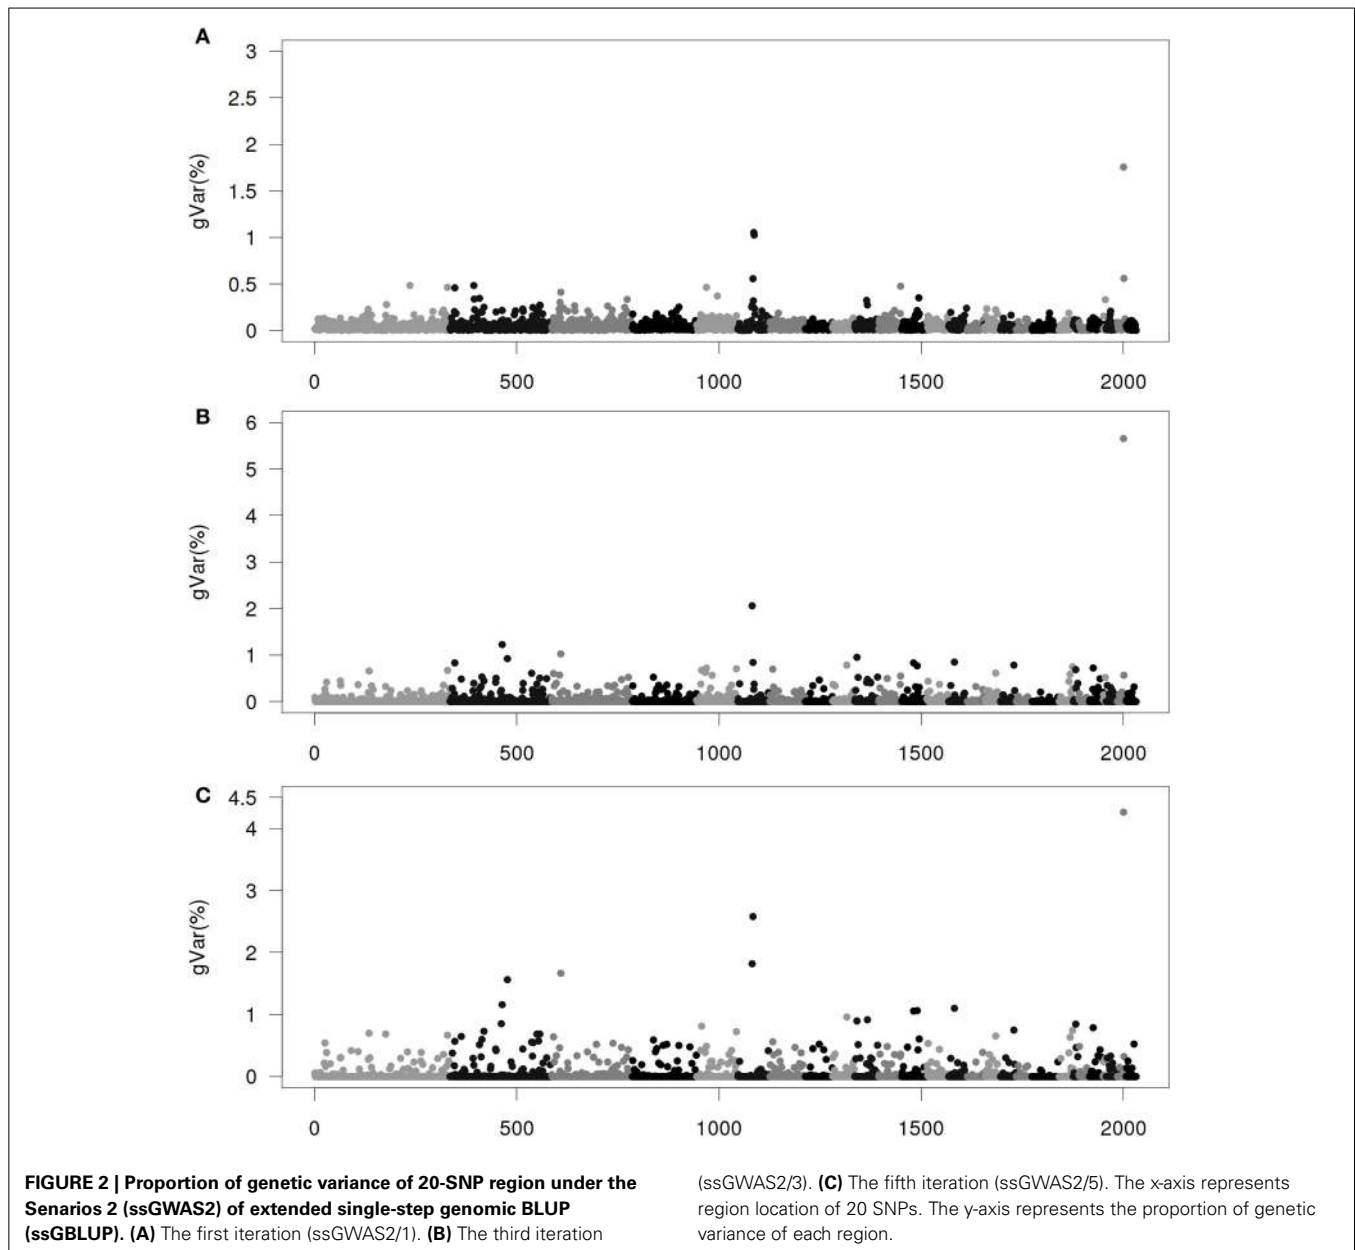 A
3
2.5
2
1.5
1
0.5
0
gVar(%)
0 500 1000 1500 2000
B
6
5
4
3
2
1
0
gVar(%)
0 500 1000 1500 2000
C
4.5
4
3
2
1
0
gVar(%)
0 500 1000 1500 2000
FIGURE 2 | Proportion of genetic variance of 20-SNP region under the
Senarios 2 (ssGWAS2) of extended single-step genomic BLUP
(ssGBLUP). (A) The first iteration (ssGWAS2/1). (B) The third iteration
(ssGWAS2/3). (C) The fifth iteration (ssGWAS2/5). The x-axis represents
region location of 20 SNPs. The y-axis represents the proportion of genetic
variance of each region.